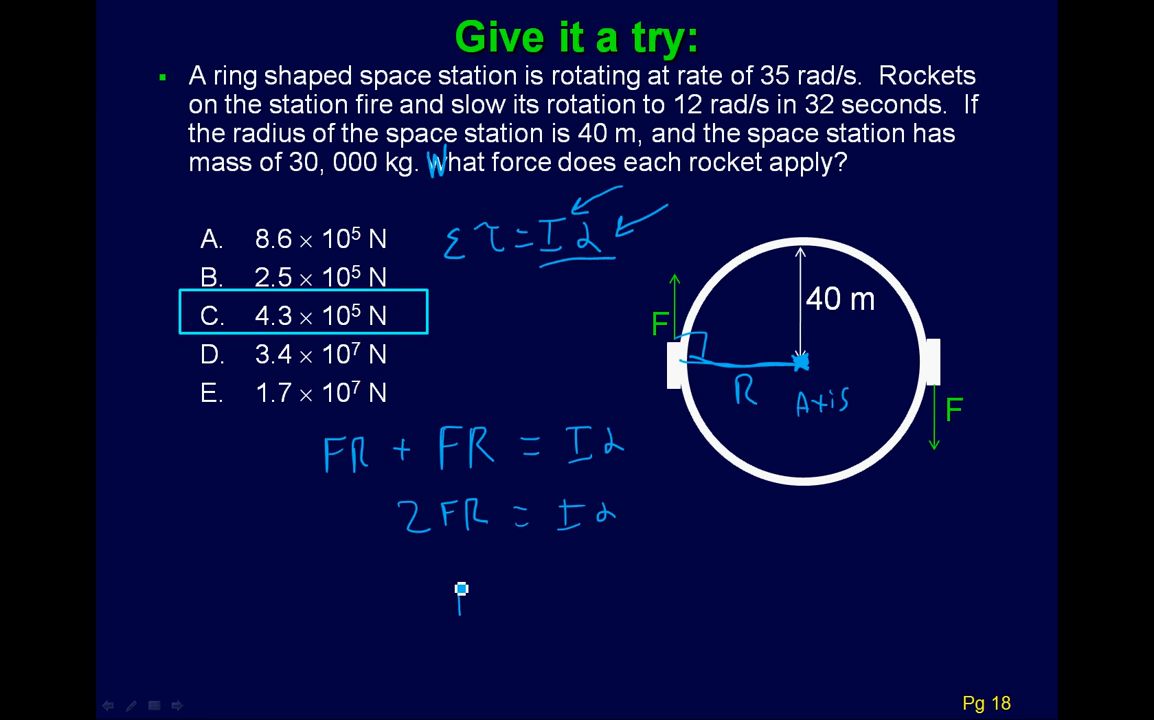 Give it a try:
▪ A ring shaped space station is rotating at rate of 35 rad/s. Rockets
on the station fire and slow its rotation to 12 rad/s in 32 seconds. If
the radius of the space station is 40 m, and the space station has
mass of 30, 000 kg. What force does each rocket apply?
A. 8.6 × 10⁵ N
B. 2.5 × 10⁵ N
C. 4.3 × 10⁵ N
D. 3.4 × 10⁷ N
E. 1.7 × 10⁷ N
Στ = Iα
40 m
F
R
Axis
F
FR + FR = Iα
2FR = Iα
Pg 18